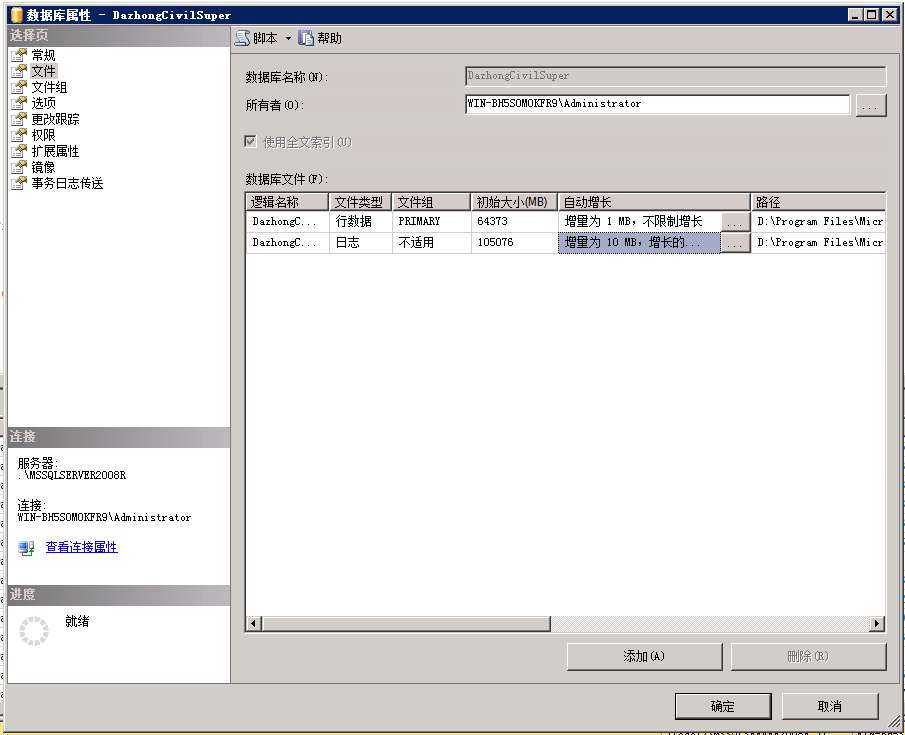 数据库属性 - DazhongCivilSuper
选择页
常规
文件
文件组
选项
更改跟踪
权限
扩展属性
镜像
事务日志传送
连接
服务器:
.\MSSQLSERVER2008R
连接:
WIN-BH5SOMOKFR9\Administrator
查看连接属性
进度
就绪
脚本 帮助
数据库名称(N): DazhongCivilSuper
所有者(O): WIN-BH5SOMOKFR9\Administrator ...
使用全文索引(U)
数据库文件(F):
逻辑名称 文件类型 文件组 初始大小(MB) 自动增长 路径
DazhongC... 行数据 PRIMARY 64373 增量为 1 MB，不限制增长 ... D:\Program Files\Micr
DazhongC... 日志 不适用 105076 增量为 10 MB，增长的... ... D:\Program Files\Micr
添加(A) 删除(R)
确定 取消